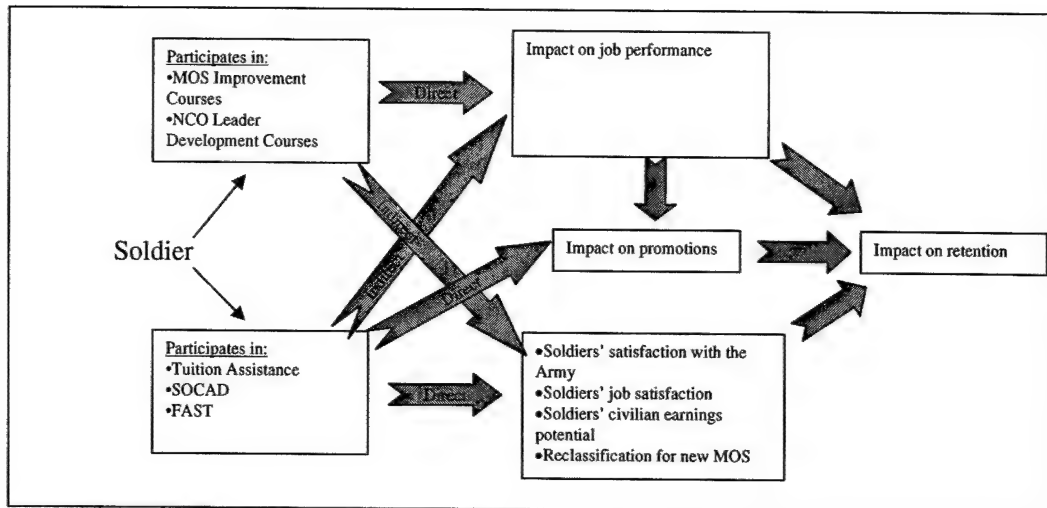 Participates in:
•MOS Improvement
Courses
•NCO Leader
Development Courses
Direct
Impact on job performance
Indirect
Indirect
Soldier
Direct
Impact on promotions
Impact on retention
Participates in:
•Tuition Assistance
•SOCAD
•FAST
Direct
•Soldiers' satisfaction with the
Army
•Soldiers' job satisfaction
•Soldiers' civilian earnings
potential
•Reclassification for new MOS